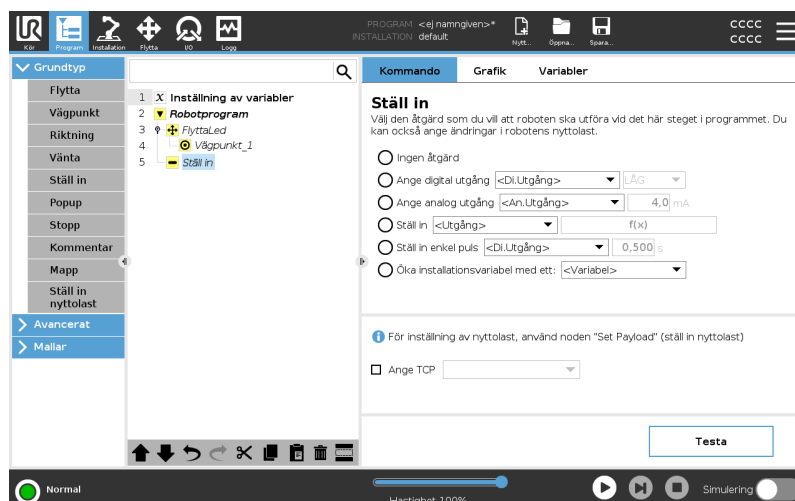 PROGRAM <ej namngiven>*
INSTALLATION default
UR
Kör
Program
Installation
Flytta
I/O
Logg
Nytt...
Öppna...
Spara...
CCCC
CCCC
Grundtyp
Flytta
Vägpunkt
Riktning
Vänta
Ställ in
Popup
Stopp
Kommentar
Mapp
Ställ in
nyttolast
Avancerat
Mallar
1 X Inställning av variabler
2 Robotprogram
3 FlyttaLed
4 Vägpunkt_1
5 Ställ in
Kommando Grafik Variabler
Ställ in
Välj den åtgärd som du vill att roboten ska utföra vid det här steget i programmet. Du
kan också ange ändringar i robotens nyttolast.
Ingen åtgärd
Ange digital utgång <Di.Utgång> LÅG
Ange analog utgång <An.Utgång> 4,0 mA
Ställ in <Utgång> f(x)
Ställ in enkel puls <Di.Utgång> 0,500 s
Öka installationsvariabel med ett: <Variabel>
För inställning av nyttolast, använd noden "Set Payload" (ställ in nyttolast)
Ange TCP
Testa
Normal
Hastighet 100%
Simulering